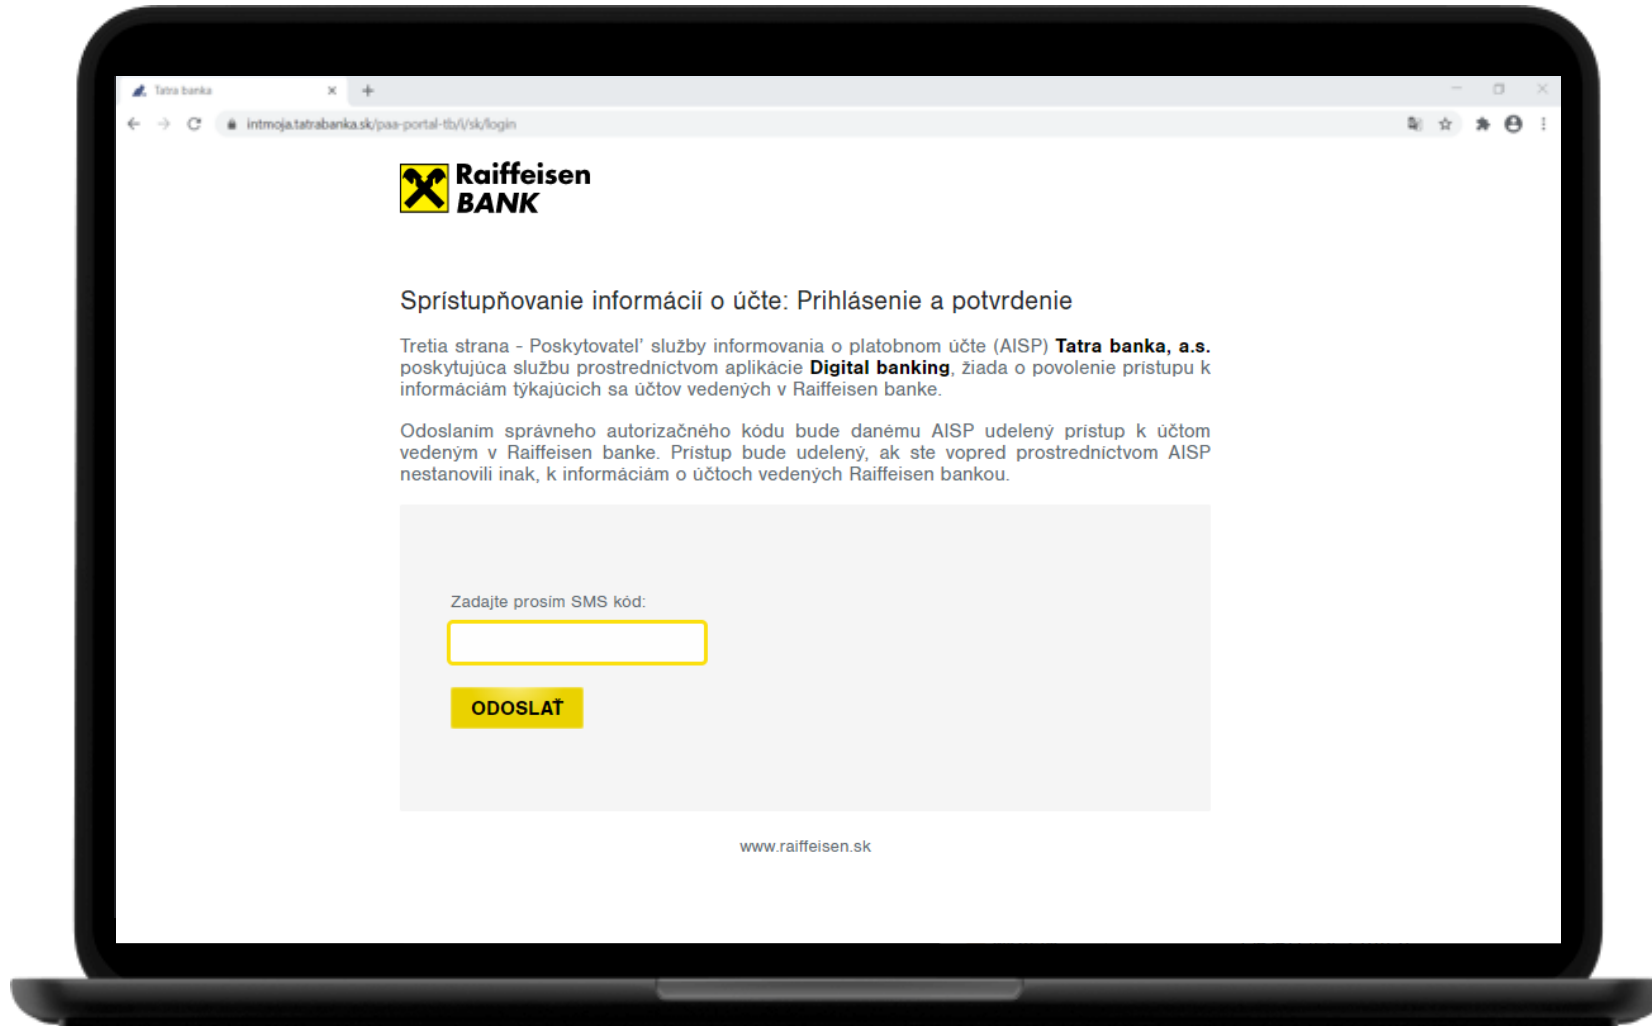 Tatra banka
intmoja.tatrabanka.sk/paa-portal-tb/i/sk/login
Raiffeisen
BANK
Sprístupňovanie informácií o účte: Prihlásenie a potvrdenie
Tretia strana - Poskytovateľ služby informovania o platobnom účte (AISP) Tatra banka, a.s.
poskytujúca službu prostredníctvom aplikácie Digital banking, žiada o povolenie prístupu k
informáciám týkajúcich sa účtov vedených v Raiffeisen banke.
Odoslaním správneho autorizačného kódu bude danému AISP udelený prístup k účtom
vedeným v Raiffeisen banke. Prístup bude udelený, ak ste vopred prostredníctvom AISP
nestanovili inak, k informáciám o účtoch vedených Raiffeisen bankou.
Zadajte prosím SMS kód:
ODOSLAŤ
www.raiffeisen.sk